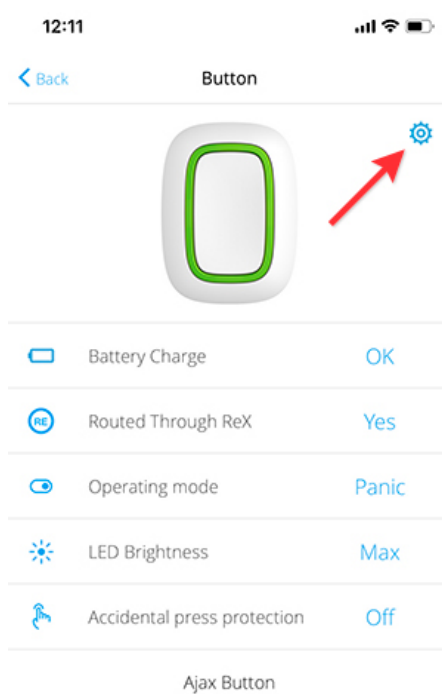 12:11
Back
Button
Battery Charge OK
RE Routed Through ReX Yes
Operating mode Panic
LED Brightness Max
Accidental press protection Off
Ajax Button